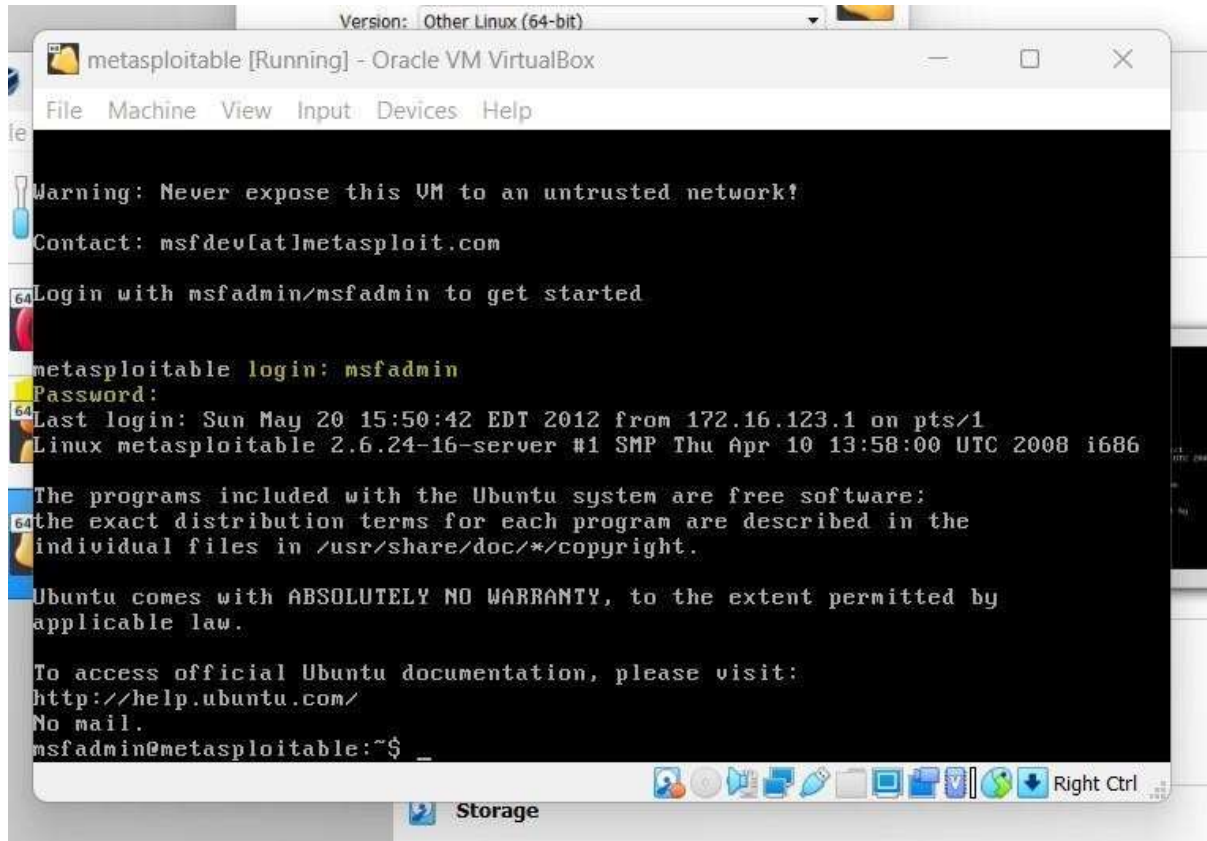 Version: Other Linux (64-bit)
metasploitable [Running] - Oracle VM VirtualBox
File Machine View Input Devices Help
Warning: Never expose this VM to an untrusted network!
Contact: msfdev[at]metasploit.com
Login with msfadmin/msfadmin to get started
metasploitable login: msfadmin
Password:
Last login: Sun May 20 15:50:42 EDT 2012 from 172.16.123.1 on pts/1
Linux metasploitable 2.6.24-16-server #1 SMP Thu Apr 10 13:58:00 UTC 2008 i686
The programs included with the Ubuntu system are free software;
the exact distribution terms for each program are described in the
individual files in /usr/share/doc/*/copyright.
Ubuntu comes with ABSOLUTELY NO WARRANTY, to the extent permitted by
applicable law.
To access official Ubuntu documentation, please visit:
http://help.ubuntu.com/
No mail.
msfadmin@metasploitable:~$ _
Right Ctrl
Storage
64
64
64